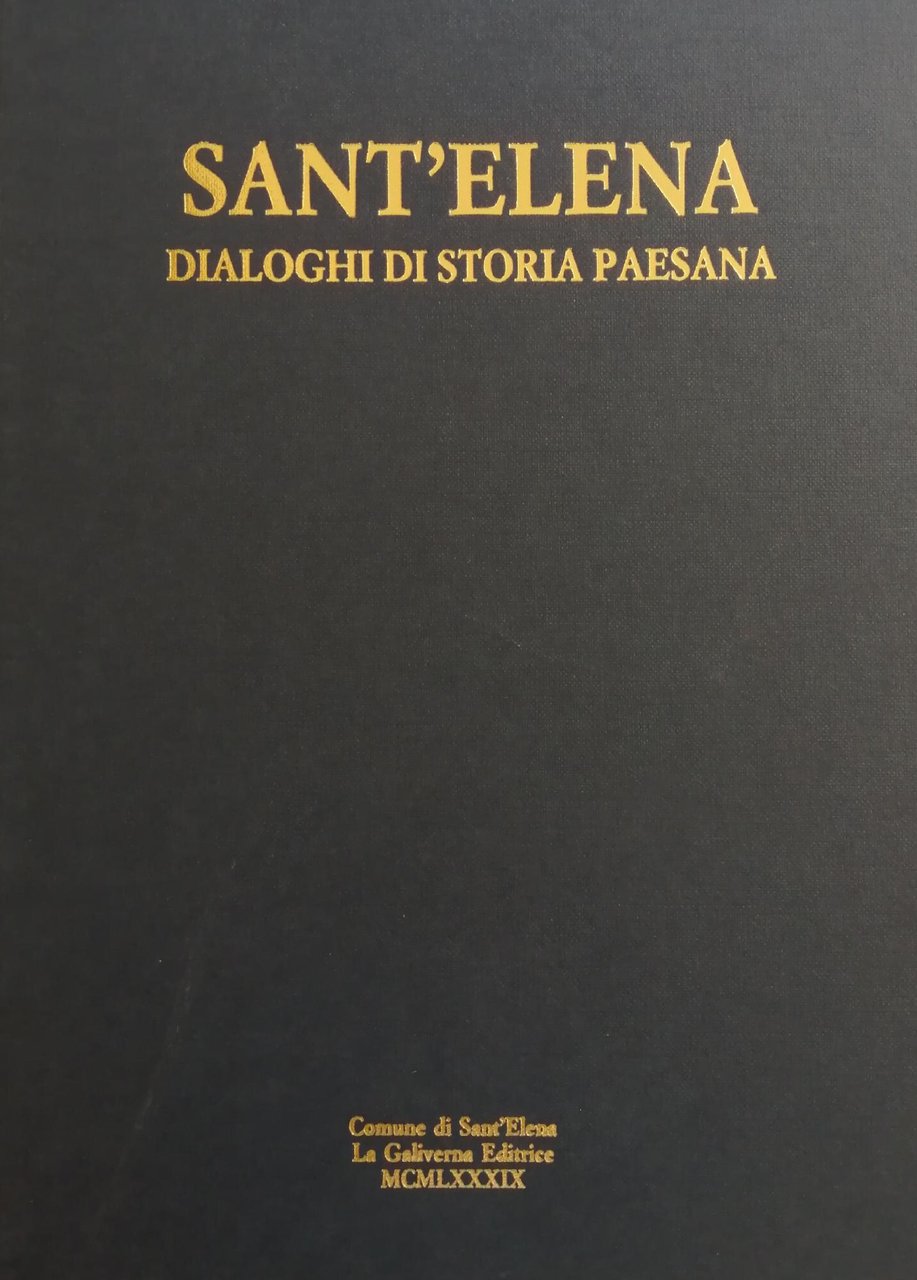 SANT’ELENA
DIALOGHI DI STORIA PAESANA
Comune di Sant’Elena
La Galiverna Editrice
MCMLXXXIX